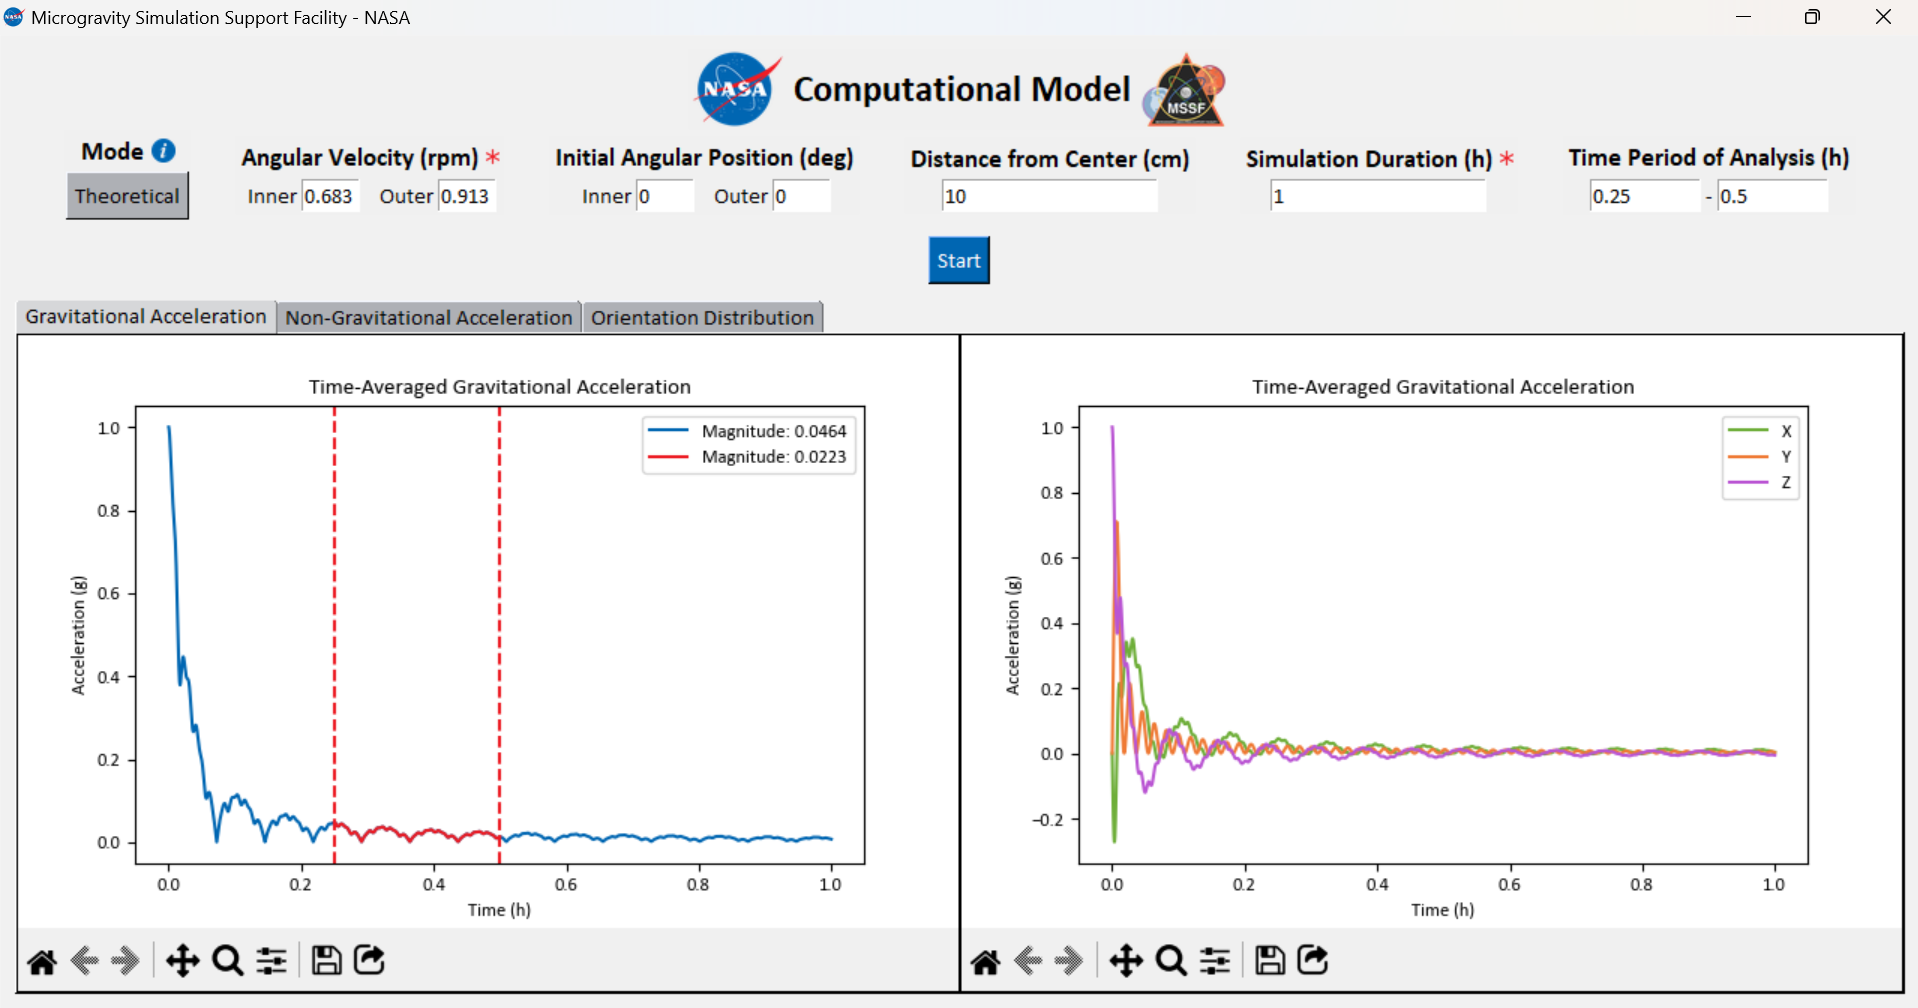 Microgravity Simulation Support Facility - NASA
NASA Computational Model MSSF
Mode i
Theoretical
Angular Velocity (rpm) *
Inner 0.683 Outer 0.913
Initial Angular Position (deg)
Inner 0 Outer 0
Distance from Center (cm)
10
Simulation Duration (h) *
1
Time Period of Analysis (h)
0.25 - 0.5
Start
Gravitational Acceleration Non-Gravitational Acceleration Orientation Distribution
Time-Averaged Gravitational Acceleration
Magnitude: 0.0464
Magnitude: 0.0223
Acceleration (g)
1.0
0.8
0.6
0.4
0.2
0.0
0.0 0.2 0.4 0.6 0.8 1.0
Time (h)
Time-Averaged Gravitational Acceleration
X
Y
Z
Acceleration (g)
1.0
0.8
0.6
0.4
0.2
0.0
−0.2
0.0 0.2 0.4 0.6 0.8 1.0
Time (h)